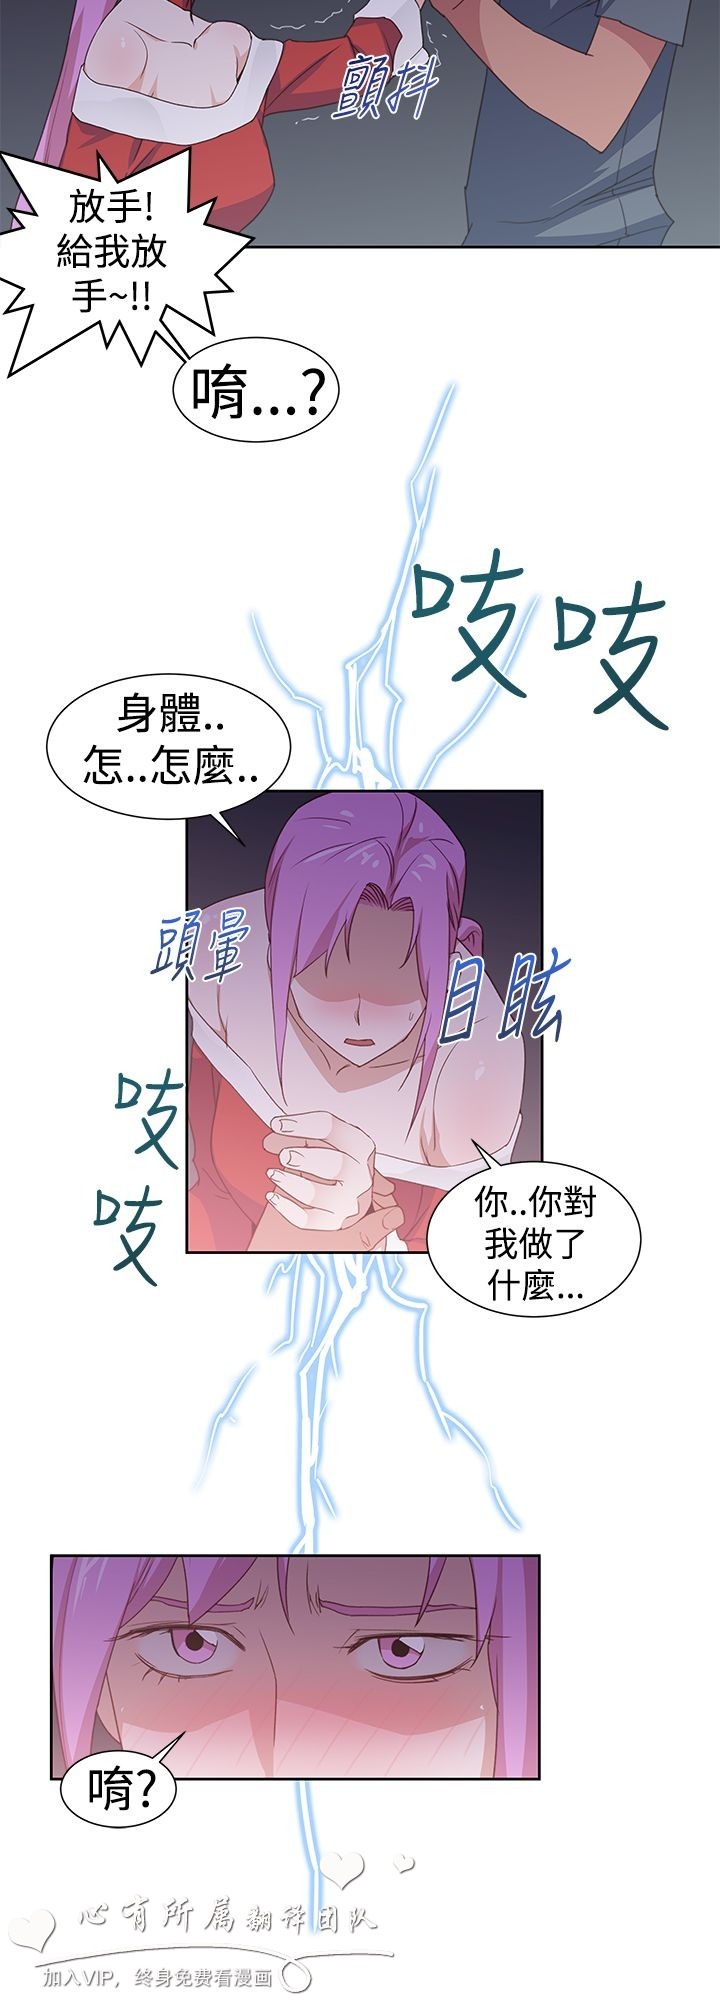 顫抖
放手!
給我放
手~!!
唷...?
吱吱
身體..
怎..怎麼..
頭暈
目眩
吱
吱
你..你對
我做了
什麼...
唷?
心有所属翻译团队
加入VIP，终身免费看漫画